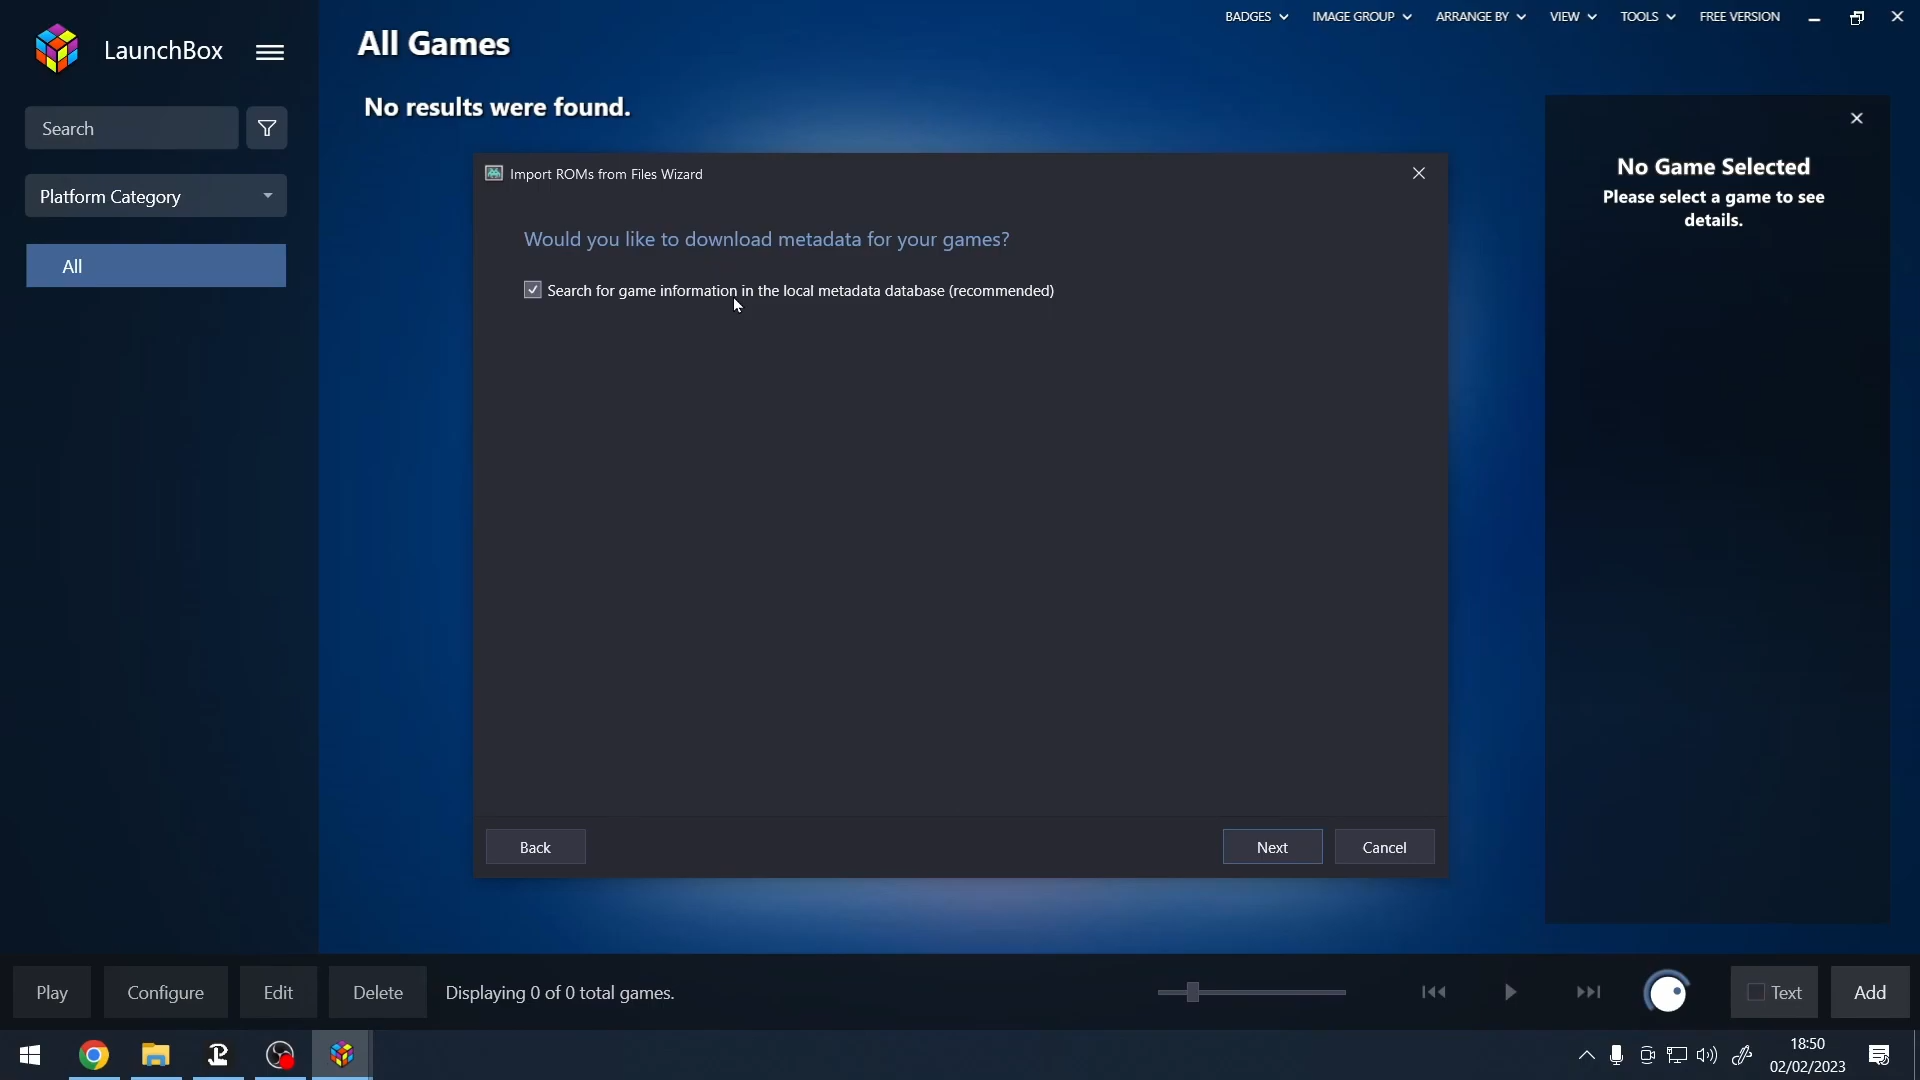 LaunchBox
Search
Platform Category
All
All Games
No results were found.
BADGES
IMAGE GROUP
ARRANGE BY
VIEW
TOOLS
FREE VERSION
Import ROMs from Files Wizard
Would you like to download metadata for your games?
Search for game information in the local metadata database (recommended)
Back
Next
Cancel
No Game Selected
Please select a game to see
details.
Play
Configure
Edit
Delete
Displaying 0 of 0 total games.
Text
Add
18:50
02/02/2023